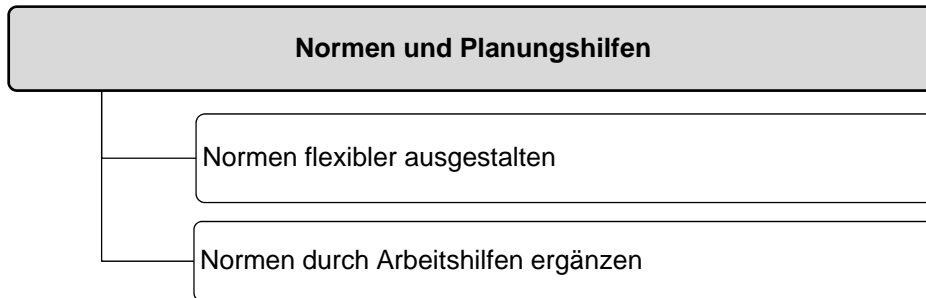 Normen und Planungshilfen
Normen flexibler ausgestalten
Normen durch Arbeitshilfen ergänzen